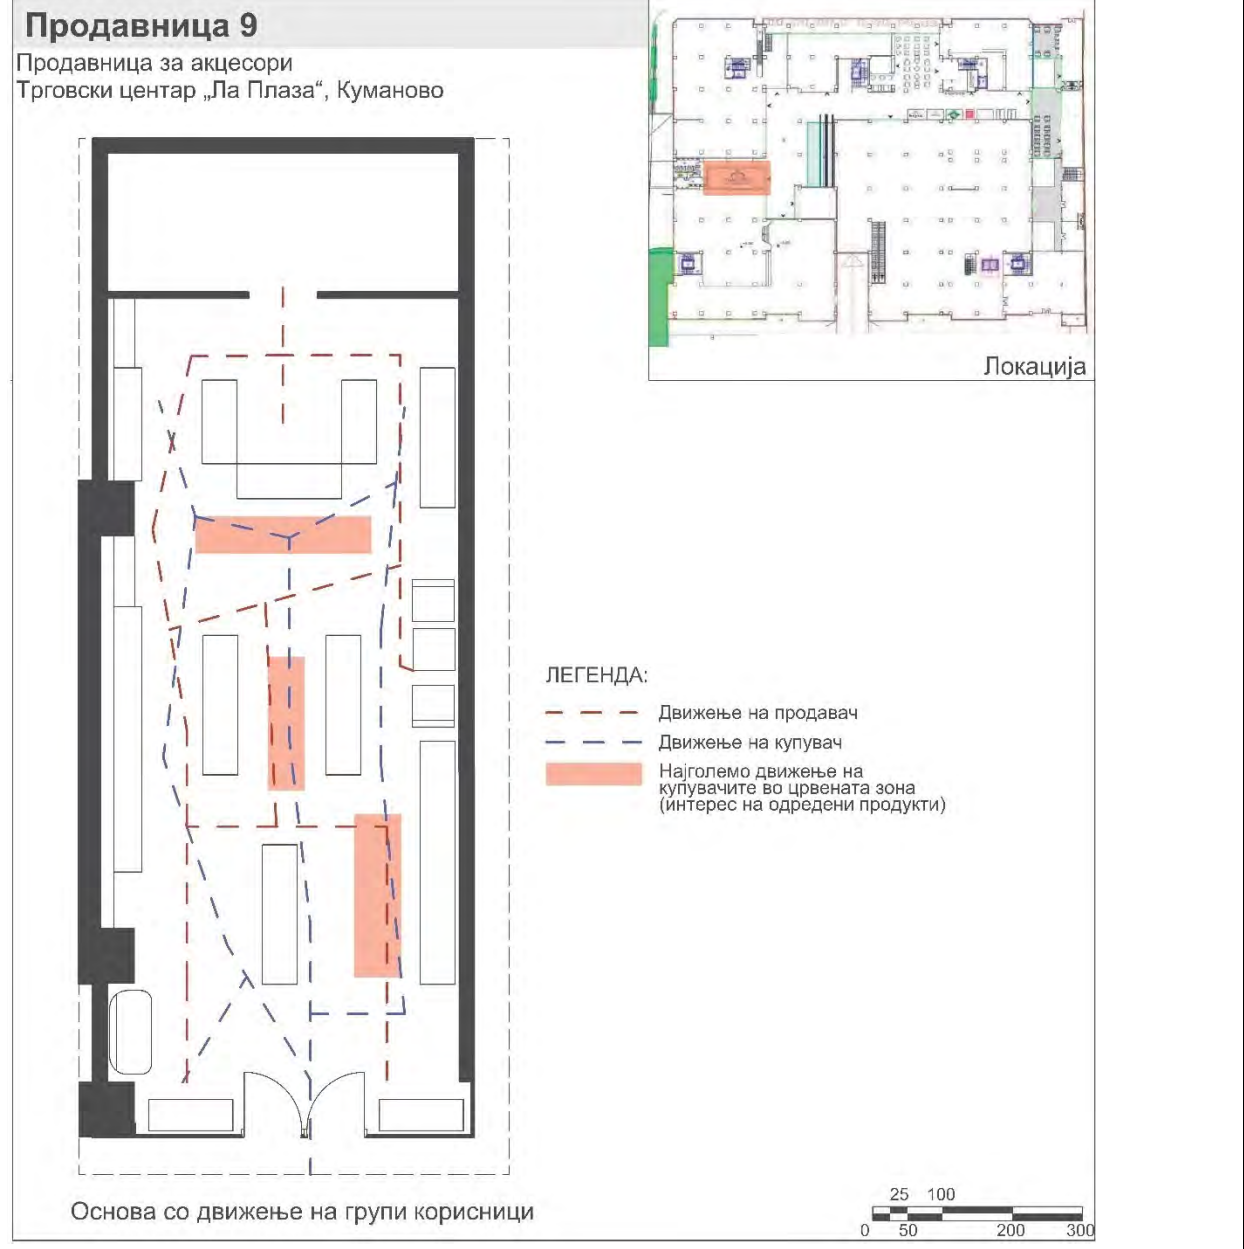 Продавница 9
Продавница за акцесори
Трговски центар „Ла Плаза“, Куманово
Локација
ЛЕГЕНДА:
Движење на продавач
Движење на купувач
Најголемо движење на
купувачите во црвената зона
(интерес на одредени продукти)
Основа со движење на групи корисници
25 100
0 50 200 300